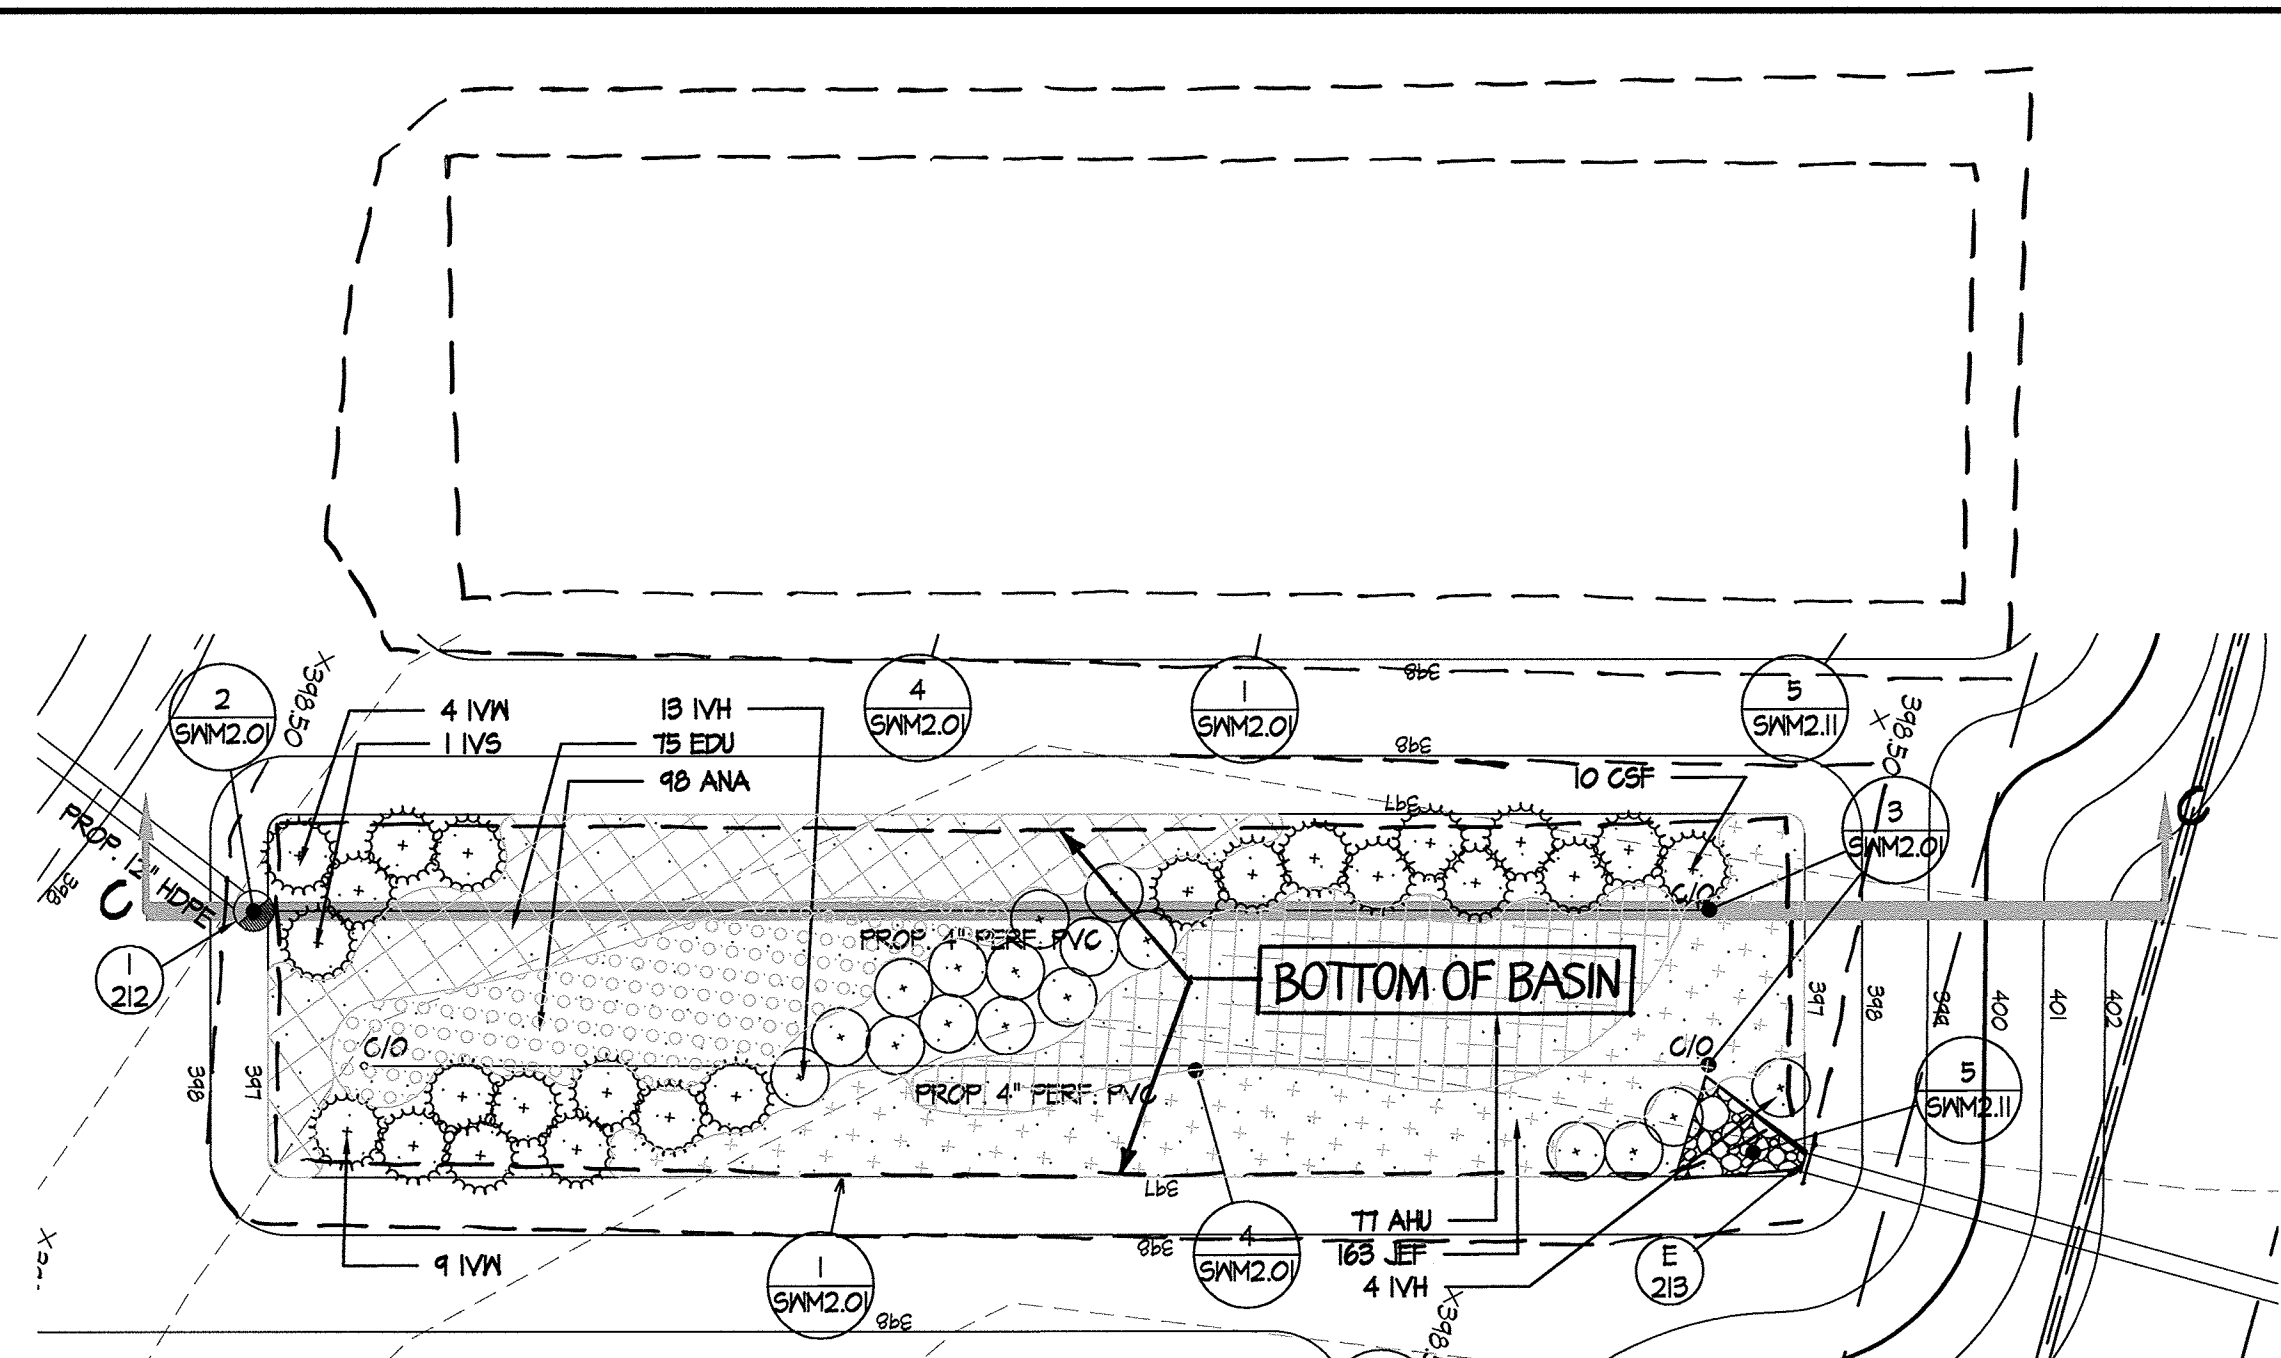 398
2
SWM2.01
X398.50
4 IVW
1 IVS
13 IVH
75 EDU
98 ANA
4
SWM2.01
1
SWM2.01
5
SWM2.11
398
X 398.50
10 CSF
397
3
SWM2.01
PROP. 12" HDPE
398
C
C
C/O
PROP. 4" PERF. PVC
BOTTOM OF BASIN
1
212
397
398
399
400
401
402
C/O
C/O
398
397
PROP. 4" PERF. PVC
5
SWM2.11
397
9 IVW
1
SWM2.01
398
398
4
SWM2.01
77 AHU
163 JEF
4 IVH
E
213